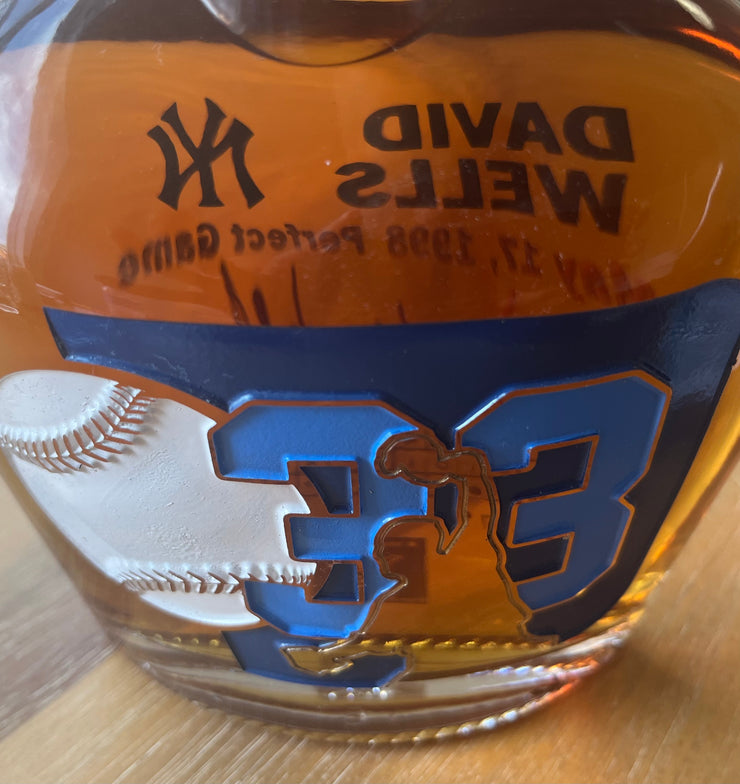 NY
DAVID
WELLS
May 17, 1998 Perfect Game
33